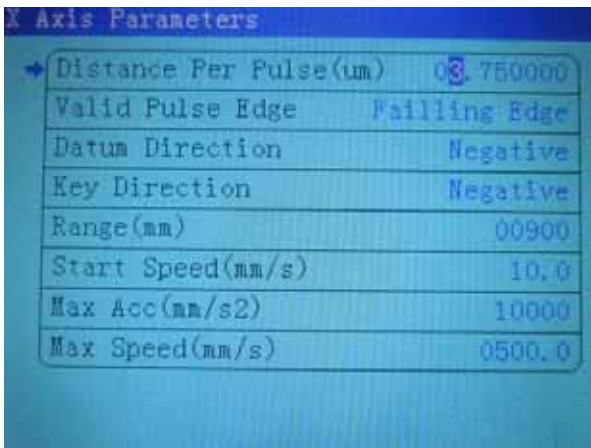 X Axis Parameters
Distance Per Pulse(um) 03.750000
Valid Pulse Edge Failling Edge
Datum Direction Negative
Key Direction Negative
Range(mm) 00900
Start Speed(mm/s) 10.0
Max Acc(mm/s2) 10000
Max Speed(mm/s) 0500.0